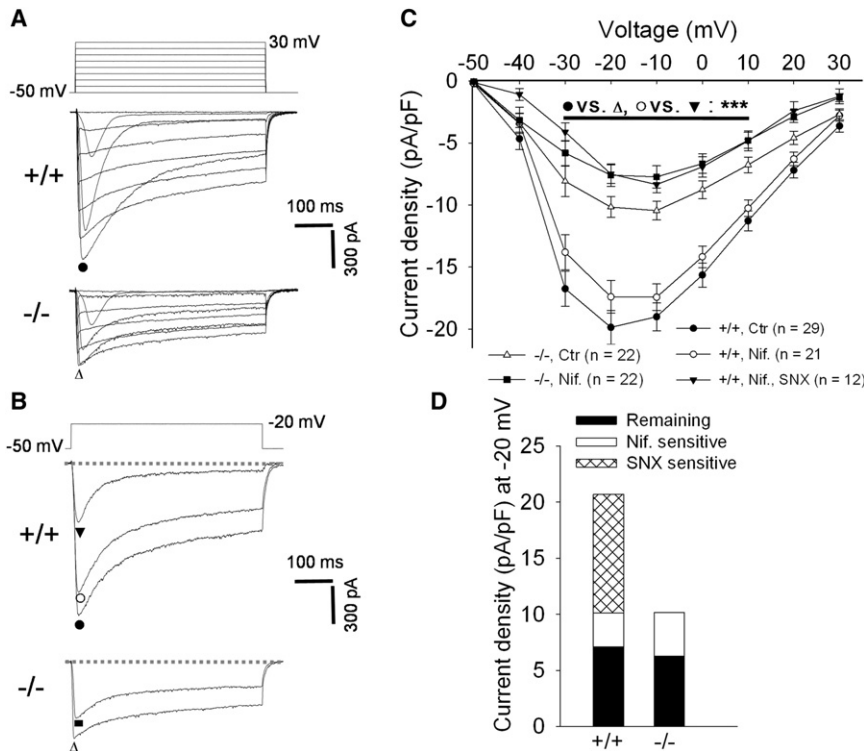 A
30 mV
-50 mV
+/+
100 ms
300 pA
-/-
Δ
B
-20 mV
-50 mV
+/+
100 ms
300 pA
-/-
Δ
C
Voltage (mV)
-50 -40 -30 -20 -10 0 10 20 30
Current density (pA/pF)
0
-5
-10
-15
-20
● vs. Δ, ○ vs. ▼ : ***
-/-, Ctr (n = 22)
-/-, Nif. (n = 22)
+/+, Ctr (n = 29)
+/+, Nif. (n = 21
+/+, Nif., SNX (n = 12)
D
Remaining
Nif. sensitive
SNX sensitive
Current density (pA/pF) at -20 mV
25
20
15
10
5
0
+/+ -/-